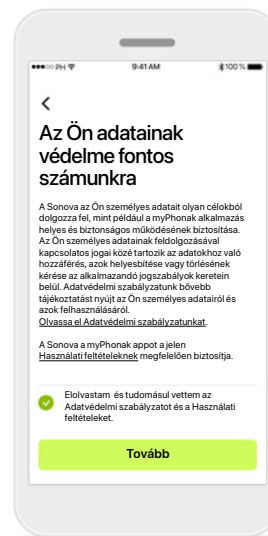 PH 9:41 AM 100 %
Az Ön adatainak
védelme fontos
számunkra
A Sonova az Ön személyes adatait olyan célokból
dolgozza fel, mint például a myPhonak alkalmazás
helyes és biztonságos működésének biztosítása.
Az Ön személyes adatainak feldolgozásával
kapcsolatos jogai közé tartozik az adatokhoz való
hozzáférés, azok helyesbítése vagy törlésének
kérése az alkalmazandó jogszabályok keretein
belül. Adatvédelmi szabályzatunk bővebb
tájékoztatást nyújt az Ön személyes adatairól és
azok felhasználásáról.
Olvassa el Adatvédelmi szabályzatunkat.
A Sonova a myPhonak appot a jelen
Használati feltételeknek megfelelően biztosítja.
Elolvastam és tudomásul vettem az
Adatvédelmi szabályzatot és a Használati
feltételeket.
Tovább